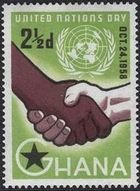 UNITED NATIONS DAY
2½d
OCT.24,1958
GHANA